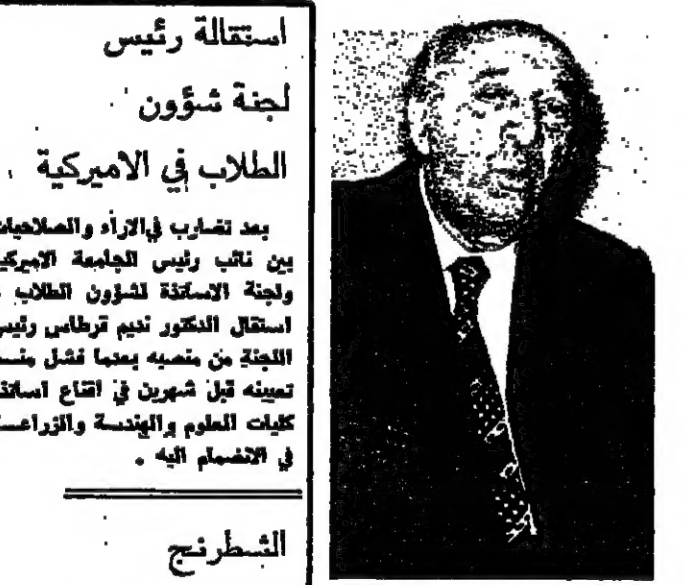 استقالة رئيس
لجنة شؤون
الطلاب في الاميركية
بعد تضارب في الاراء والصلاحيات
بين نائب رئيس الجامعة الاميركية
ولجنة الاساتذة لشؤون الطلاب ،
استقال الدكتور نديم قرطاس رئيس
اللجنة من منصبه بعدما فشل منذ
تعيينه قبل شهرين في اقناع اساتذة
كليات العلوم والهندسة والزراعة
في الانضمام اليه .
الشطرنج